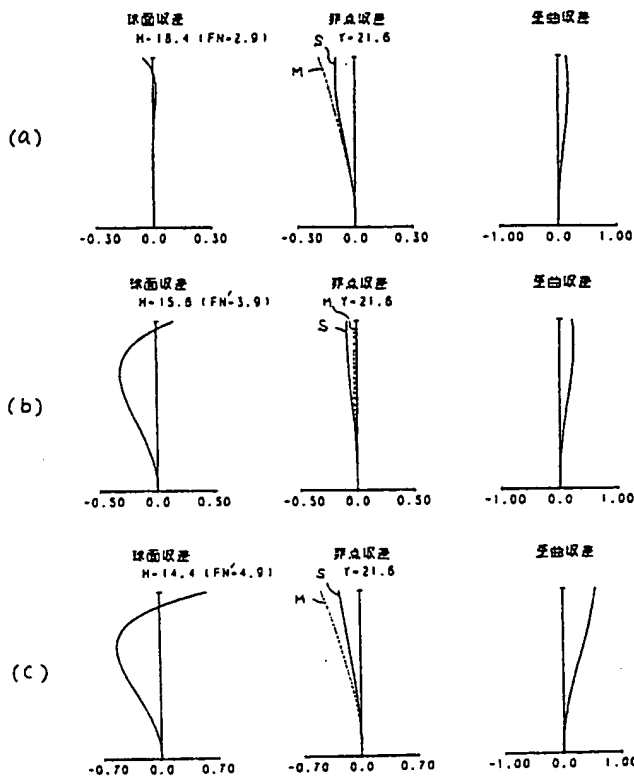 球面収差
H=18.4 (FN=2.9)
非点収差
Y=21.6
歪曲収差
S
M
(a)
-0.30 0.0 0.30
-0.30 0.0 0.30
-1.00 0.0 1.00
球面収差
H=15.6 (FN'=3.9)
非点収差
M Y=21.6
歪曲収差
S
(b)
-0.50 0.0 0.50
-0.50 0.0 0.50
-1.00 0.0 1.00
球面収差
H=14.4 (FN'=4.9)
非点収差
Y=21.6
歪曲収差
S
M
(c)
-0.70 0.0 0.70
-0.70 0.0 0.70
-1.00 0.0 1.00